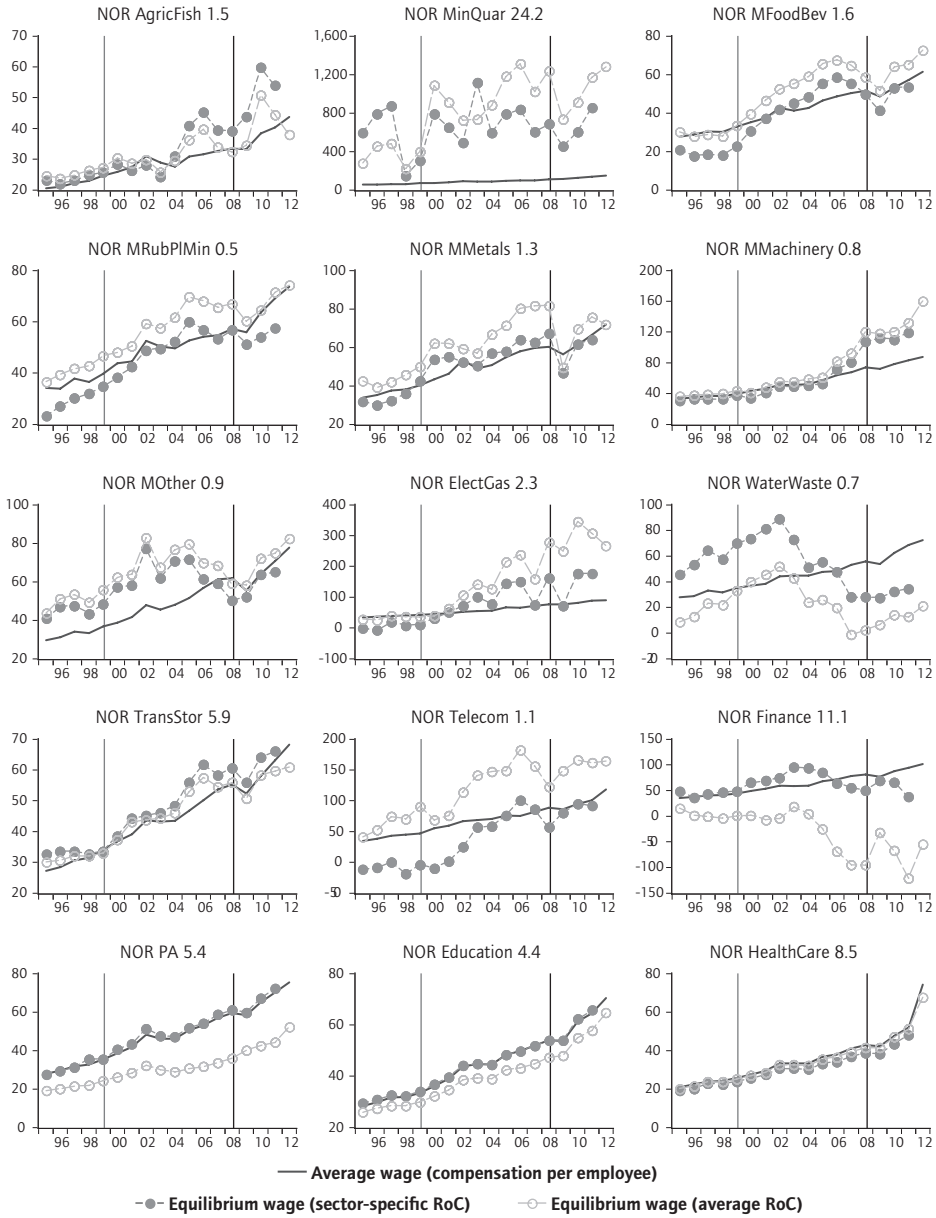 NOR AgricFish 1.5 NOR MinQuar 24.2 NOR MFoodBev 1.6
70 1,600 80
60 1,200 60
50
40 800 40
30 400 20
20 0 0
96 98 00 02 04 06 08 10 12 96 98 00 02 04 06 08 10 12 96 98 00 02 04 06 08 10 12
NOR MRubPlMin 0.5 NOR MMetals 1.3 NOR MMachinery 0.8
80 100 200
80 160
60 120
60
40 80
40 40
20 20 0
96 98 00 02 04 06 08 10 12 96 98 00 02 04 06 08 10 12 96 98 00 02 04 06 08 10 12
NOR MOther 0.9 NOR ElectGas 2.3 NOR WaterWaste 0.7
100 400 100
80 300 80
200 60
60 100 40
20
40 0 0
20 -100 -20
96 98 00 02 04 06 08 10 12 96 98 00 02 04 06 08 10 12 96 98 00 02 04 06 08 10 12
NOR TransStor 5.9 NOR Telecom 1.1 NOR Finance 11.1
70 200 150
60 150 100
50 100 50
0
40 50 -50
30 0 -100
20 -50 -150
96 98 00 02 04 06 08 10 12 96 98 00 02 04 06 08 10 12 96 98 00 02 04 06 08 10 12
NOR PA 5.4 NOR Education 4.4 NOR HealthCare 8.5
80 80 80
60 60 60
40 40
20 40 20
0 20 0
96 98 00 02 04 06 08 10 12 96 98 00 02 04 06 08 10 12 96 98 00 02 04 06 08 10 12
Average wage (compensation per employee)
Equilibrium wage (sector-specific RoC) Equilibrium wage (average RoC)